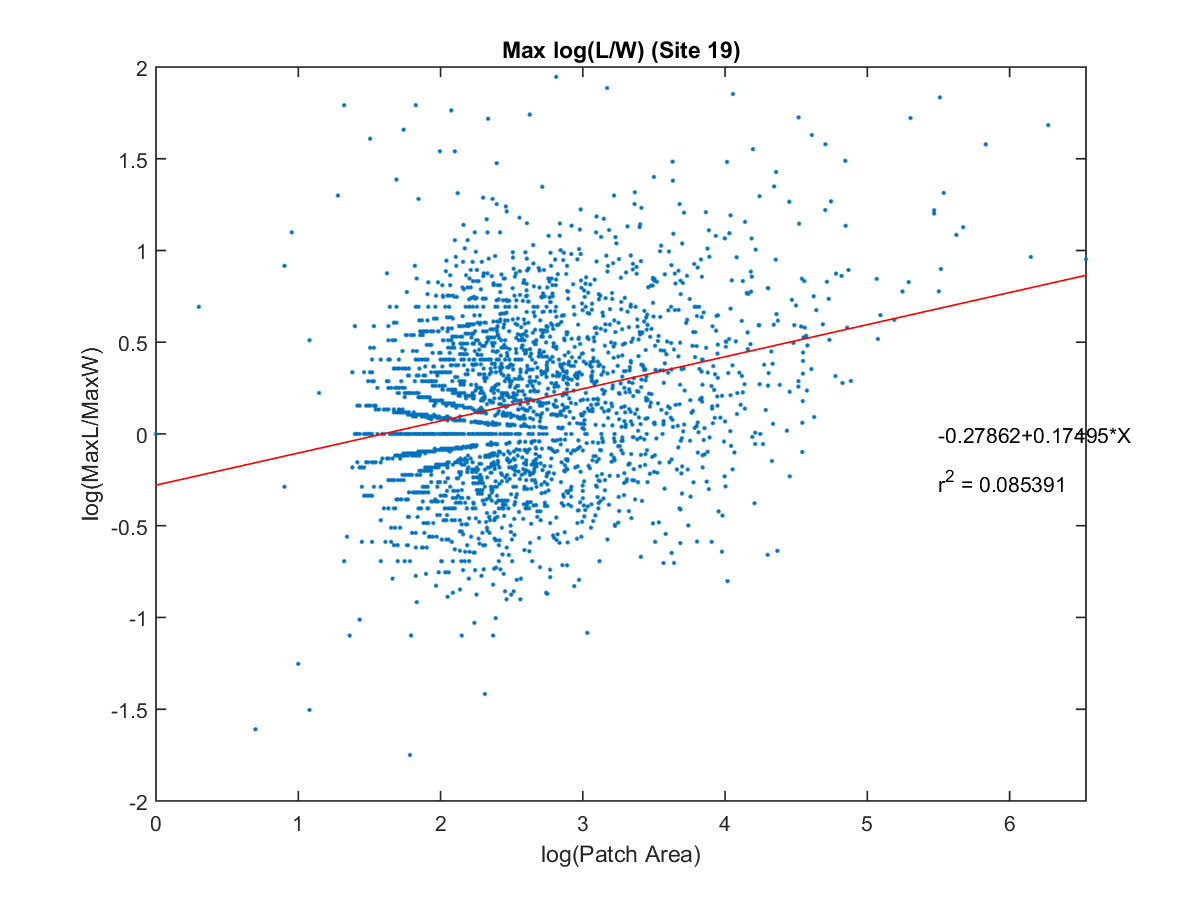 Max log(L/W) (Site 19)
2
1.5
1
0.5
0
-0.5
-1
-1.5
-2
log(MaxL/MaxW)
-0.27862+0.17495*X
r2 = 0.085391
0 1 2 3 4 5 6
log(Patch Area)